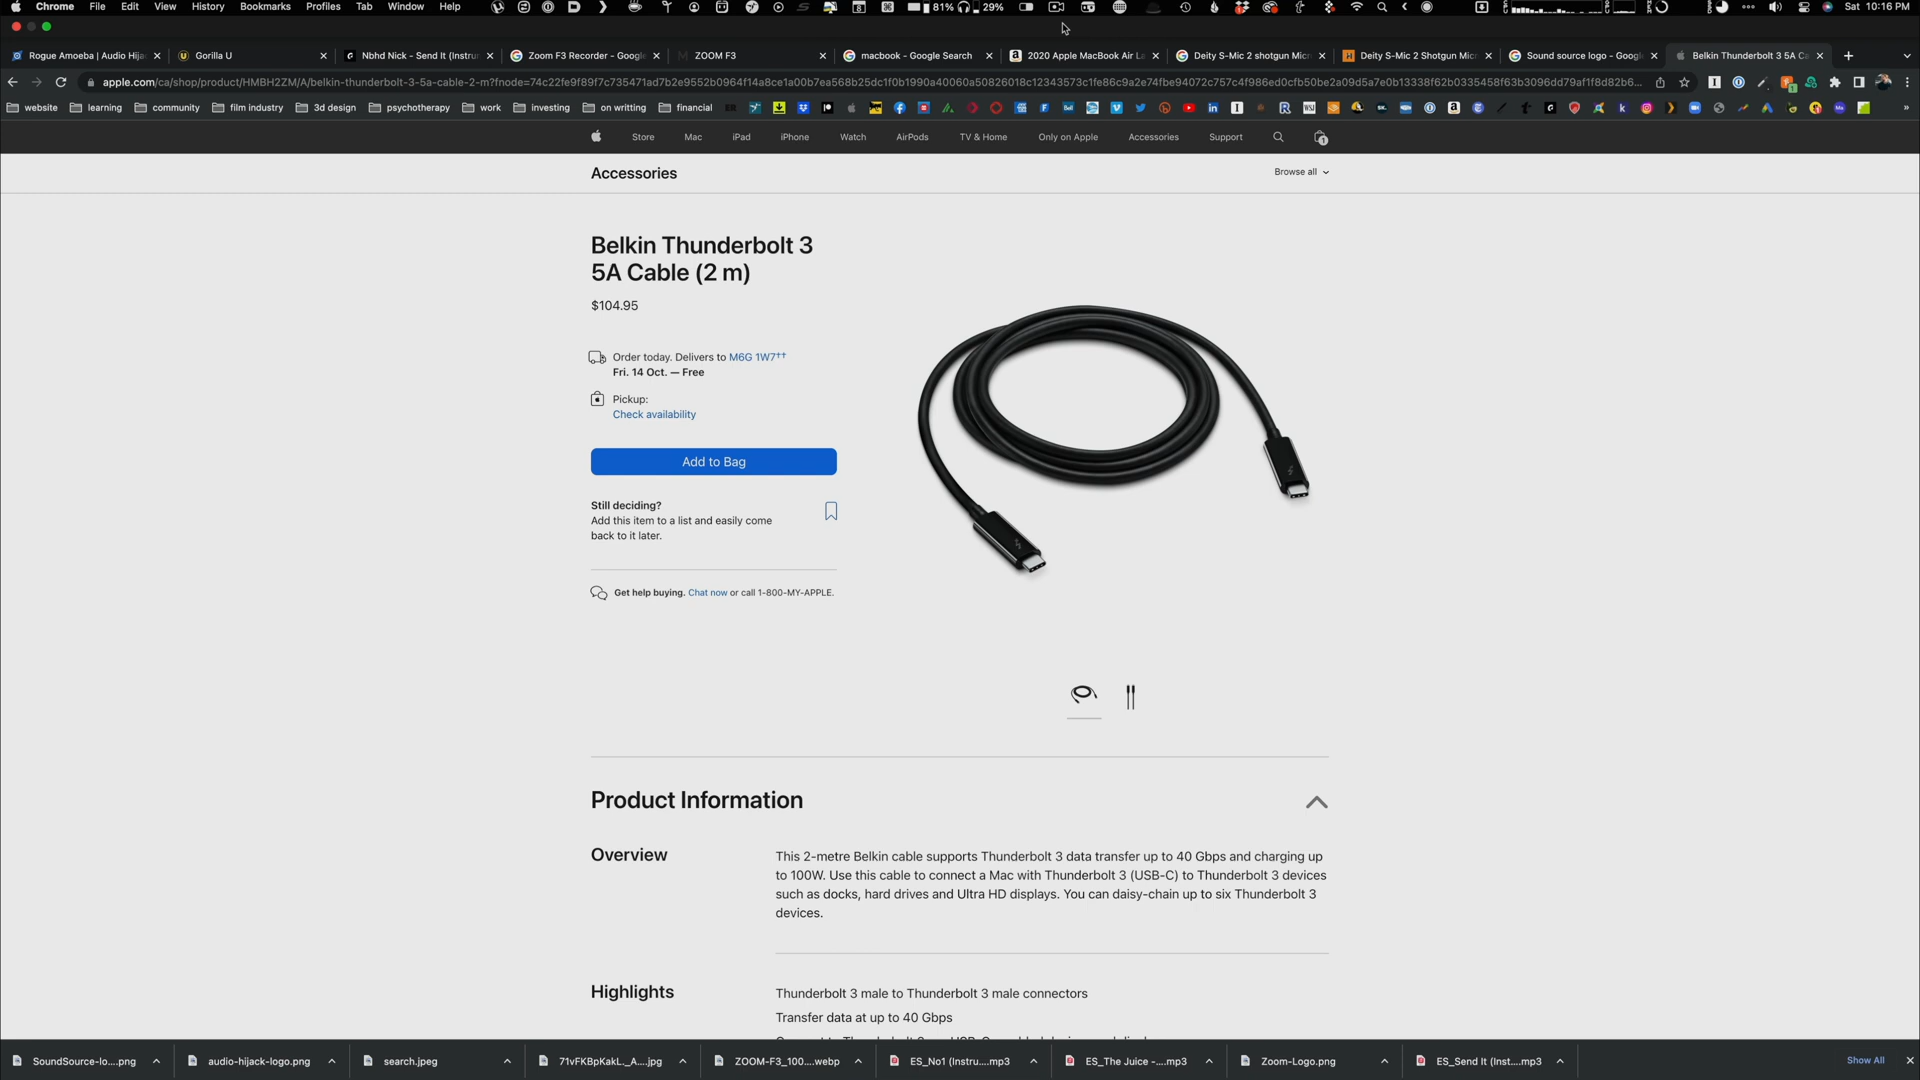 Chrome File Edit View History Bookmarks Profiles Tab Window Help 81% 29% Sat 10:16 PM
Rogue Amoeba | Audio Hija Gorilla U Nbhd Nick - Send It (Instru Zoom F3 Recorder - Google ZOOM F3 macbook - Google Search 2020 Apple MacBook Air La Deity S-Mic 2 shotgun Micr Deity S-Mic 2 Shotgun Micr Sound source logo - Google Belkin Thunderbolt 3 5A Ca
apple.com/ca/shop/product/HMBH2ZM/A/belkin-thunderbolt-3-5a-cable-2-m?fnode=74c22fe9f89f7c735471ad7b2e9552b0964f14a8ce1a00b7ea568b25dc1f0b1990a40060a50826018c12343573c1fe86c9a2e74fbe94072c757c4f986ed0cfb50be2a09d5a7e0b13338f62b0335458f63b3096dd79af1f8d82b6...
website learning community film industry 3d design psychotherapy work investing on writting financial
Store Mac iPad iPhone Watch AirPods TV & Home Only on Apple Accessories Support 1
Accessories
Browse all
Belkin Thunderbolt 3
5A Cable (2 m)
$104.95
Order today. Delivers to M6G 1W7††
Fri. 14 Oct. — Free
Pickup:
Check availability
Add to Bag
Still deciding?
Add this item to a list and easily come
back to it later.
Get help buying. Chat now or call 1-800-MY-APPLE.
Product Information
Overview
This 2-metre Belkin cable supports Thunderbolt 3 data transfer up to 40 Gbps and charging up
to 100W. Use this cable to connect a Mac with Thunderbolt 3 (USB-C) to Thunderbolt 3 devices
such as docks, hard drives and Ultra HD displays. You can daisy-chain up to six Thunderbolt 3
devices.
Highlights
Thunderbolt 3 male to Thunderbolt 3 male connectors
Transfer data at up to 40 Gbps
SoundSource-lo....png audio-hijack-logo.png search.jpeg 71vFKBpKakL._A....jpg ZOOM-F3_100....webp ES_No1 (Instru....mp3 ES_The Juice -....mp3 Zoom-Logo.png ES_Send It (Inst....mp3 Show All